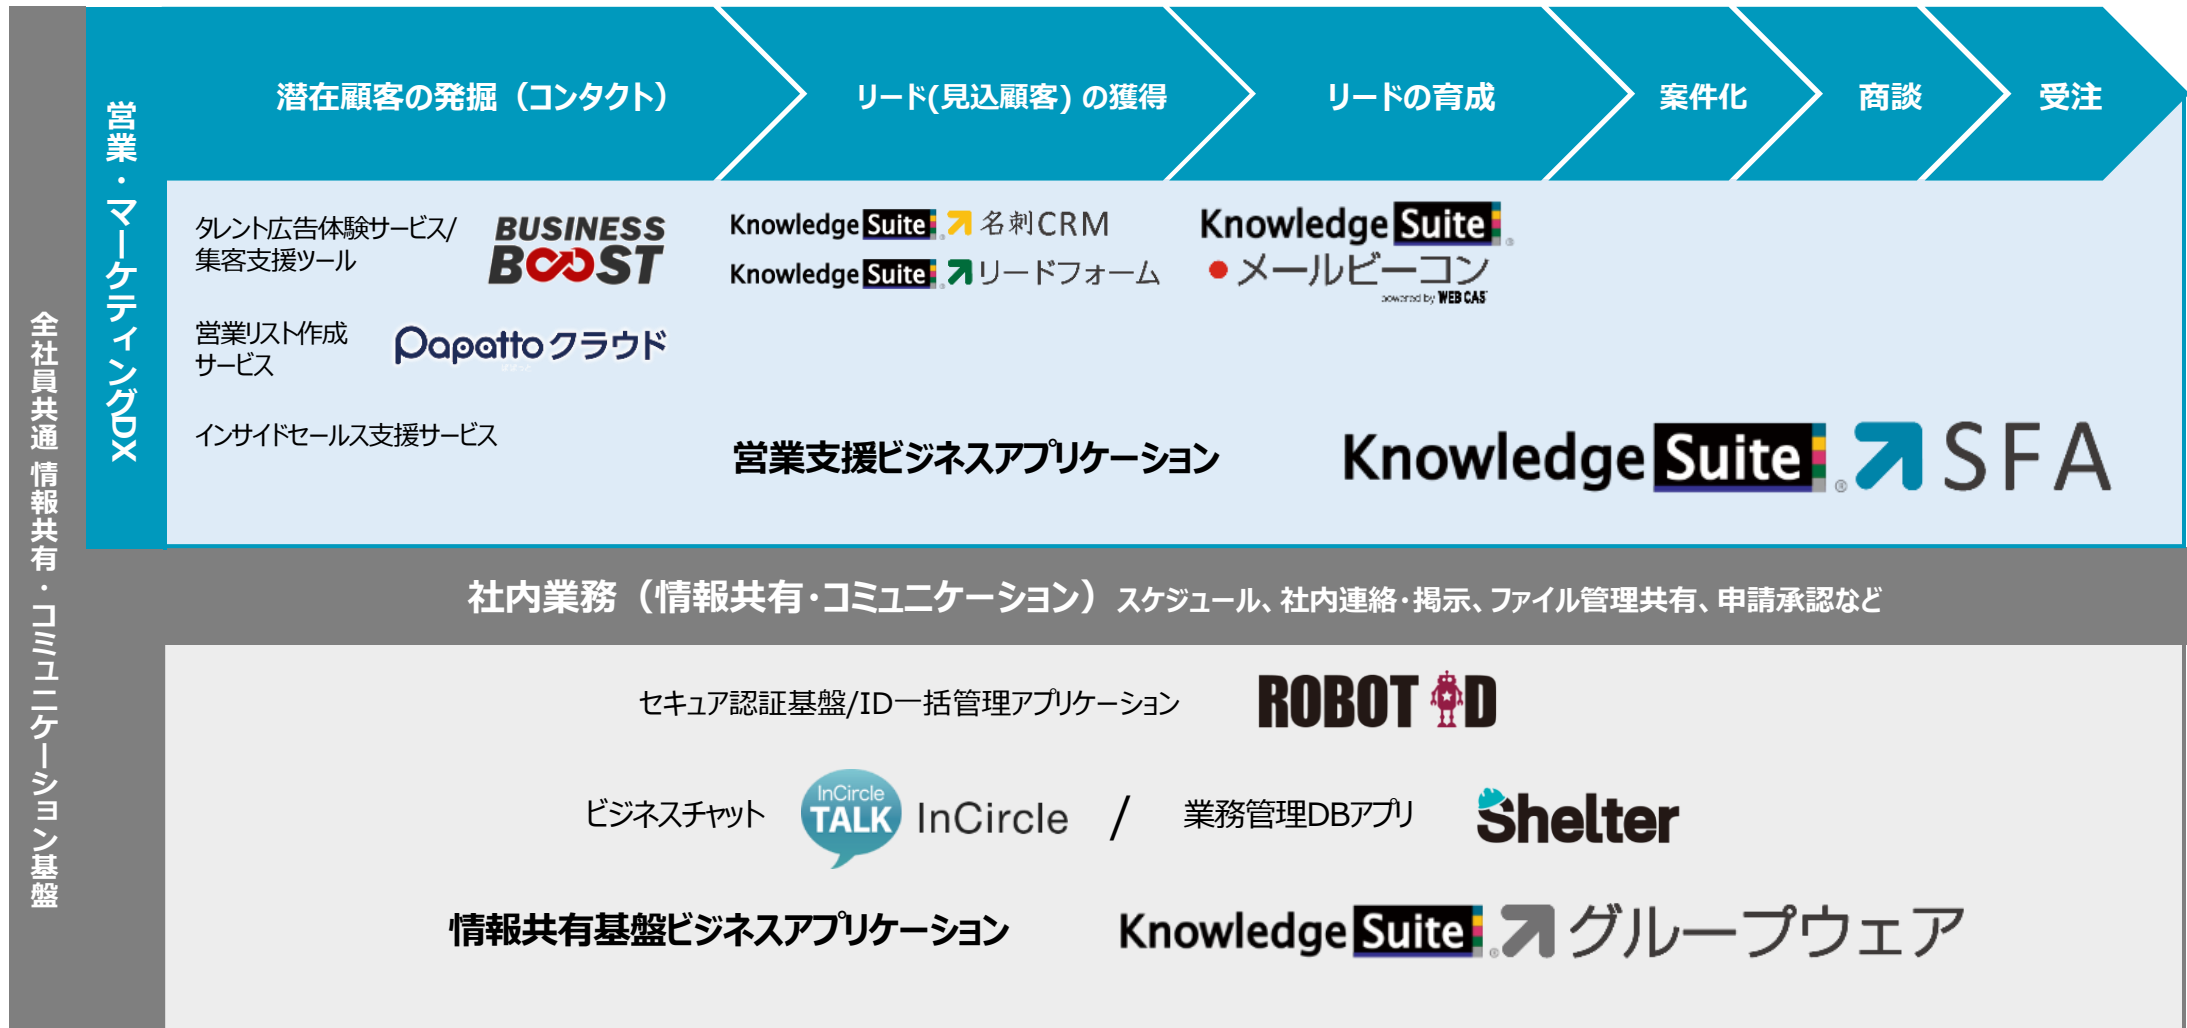 全社員共通 情報共有・コミュニケーション基盤
営業・マーケティングDX
潜在顧客の発掘（コンタクト）
リード(見込顧客) の獲得
リードの育成
案件化
商談
受注
タレント広告体験サービス/
集客支援ツール
BUSINESS
BOOST
営業リスト作成
サービス
Papattoクラウド
インサイドセールス支援サービス
Knowledge Suite® 名刺CRM
Knowledge Suite® リードフォーム
Knowledge Suite®
メールビーコン
powered by WEB CAS
営業支援ビジネスアプリケーション
Knowledge Suite® SFA
社内業務（情報共有・コミュニケーション）スケジュール、社内連絡・掲示、ファイル管理共有、申請承認など
セキュア認証基盤/ID一括管理アプリケーション
ROBOT ID
ビジネスチャット
InCircle
TALK
InCircle
/
業務管理DBアプリ
Shelter
情報共有基盤ビジネスアプリケーション
Knowledge Suite® グループウェア